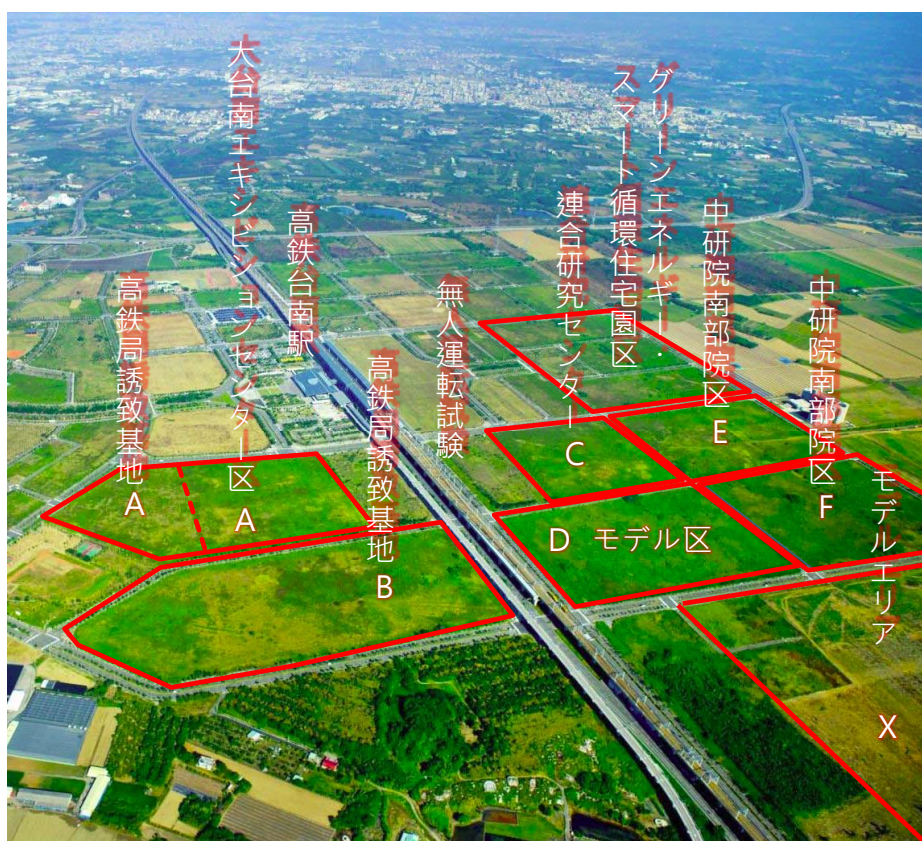 高鉄局誘致基地
A
大台南エキシビションセンター区
A
高鉄台南駅
高鉄局誘致基地
B
無人運転試験
連合研究センター
C
グリーンエネルギー・
スマート循環住宅園区
中研院南部院区
E
中研院南部院区
F
D モデル区
モデルエリア
X